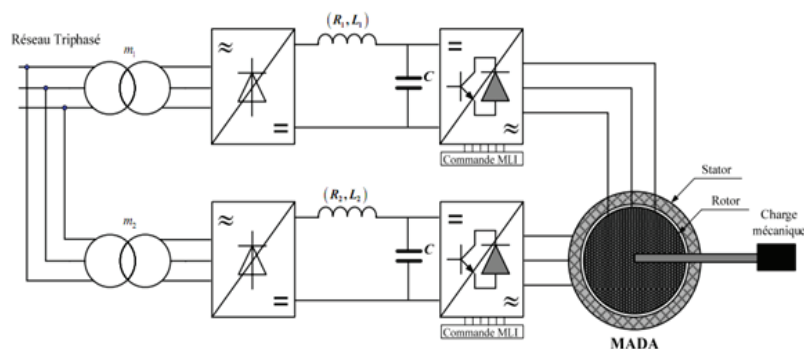 Réseau Triphasé
m₁
≈
=
(R₁, L₁)
C
=
≈
Commande MLI
Stator
Rotor
Charge
mécanique
m₂
≈
=
(R₂, L₂)
C
=
≈
Commande MLI
MADA